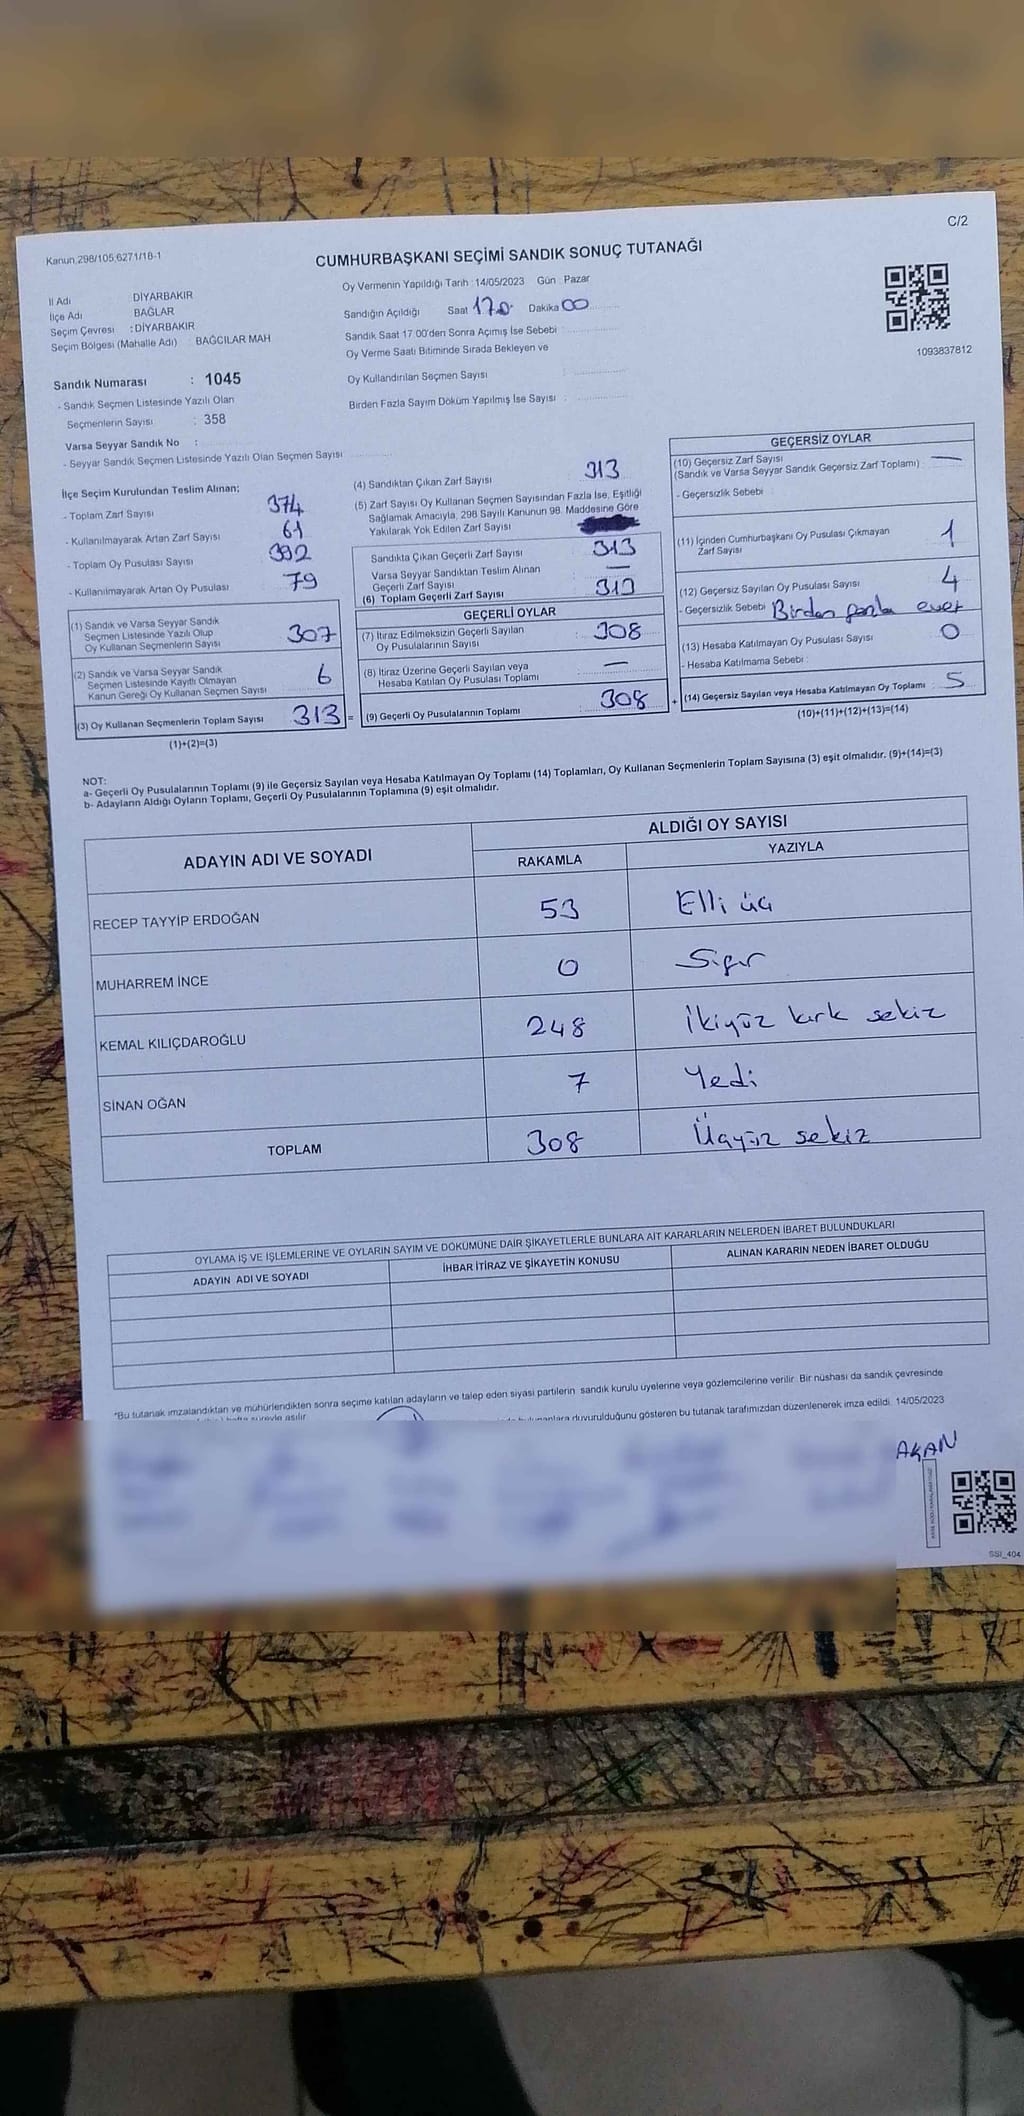 C/2
Kanun,298/105,6271/18-1
CUMHURBAŞKANI SEÇİMİ SANDIK SONUÇ TUTANAĞI
İl Adı DİYARBAKIR
İlçe Adı BAĞLAR
Seçim Çevresi : DİYARBAKIR
Seçim Bölgesi (Mahalle Adı) BAĞCILAR MAH
Oy Vermenin Yapıldığı Tarih : 14/05/2023 Gün : Pazar
Sandığın Açıldığı Saat 17.0 Dakika 00
Sandık Saat 17:00'den Sonra Açımış İse Sebebi :
Oy Verme Saati Bitiminde Sırada Bekleyen ve
Oy Kullandırılan Seçmen Sayısı :
Birden Fazla Sayım Döküm Yapılmış İse Sayısı :
1093837812
Sandık Numarası : 1045
- Sandık Seçmen Listesinde Yazılı Olan
Seçmenlerin Sayısı : 358
Varsa Seyyar Sandık No :
- Seyyar Sandık Seçmen Listesinde Yazılı Olan Seçmen Sayısı
İlçe Seçim Kurulundan Teslim Alınan;
- Toplam Zarf Sayısı 374
- Kullanılmayarak Artan Zarf Sayısı 61
- Toplam Oy Pusulası Sayısı 392
- Kullanılmayarak Artan Oy Pusulası 79
(1) Sandık ve Varsa Seyyar Sandık
Seçmen Listesinde Yazılı Olup
Oy Kullanan Seçmenlerin Sayısı 307
(2) Sandık ve Varsa Seyyar Sandık
Seçmen Listesinde Kayıtlı Olmayan
Kanun Gereği Oy Kullanan Seçmen Sayısı 6
(3) Oy Kullanan Seçmenlerin Toplam Sayısı 313 =
(1)+(2)=(3)
(4) Sandıktan Çıkan Zarf Sayısı 313
(5) Zarf Sayısı Oy Kullanan Seçmen Sayısından Fazla İse, Eşitliği
Sağlamak Amacıyla, 298 Sayılı Kanunun 98. Maddesine Göre
Yakılarak Yok Edilen Zarf Sayısı
Sandıkta Çıkan Geçerli Zarf Sayısı 313
Varsa Seyyar Sandıktan Teslim Alınan
Geçerli Zarf Sayısı —
(6) Toplam Geçerli Zarf Sayısı 313
GEÇERLİ OYLAR
(7) İtiraz Edilmeksizin Geçerli Sayılan
Oy Pusulalarının Sayısı : 308
(8) İtiraz Üzerine Geçerli Sayılan veya
Hesaba Katılan Oy Pusulası Toplamı —
(9) Geçerli Oy Pusulalarının Toplamı : 308 +
GEÇERSİZ OYLAR
(10) Geçersiz Zarf Sayısı
(Sandık ve Varsa Seyyar Sandık Geçersiz Zarf Toplamı) : —
- Geçersizlik Sebebi :
(11) İçinden Cumhurbaşkanı Oy Pusulası Çıkmayan
Zarf Sayısı 1
(12) Geçersiz Sayılan Oy Pusulası Sayısı 4
- Geçersizlik Sebebi Birden fazla evet
(13) Hesaba Katılmayan Oy Pusulası Sayısı 0
- Hesaba Katılmama Sebebi :
(14) Geçersiz Sayılan veya Hesaba Katılmayan Oy Toplamı : 5
(10)+(11)+(12)+(13)=(14)
NOT:
a- Geçerli Oy Pusulalarının Toplamı (9) ile Geçersiz Sayılan veya Hesaba Katılmayan Oy Toplamı (14) Toplamları, Oy Kullanan Seçmenlerin Toplam Sayısına (3) eşit olmalıdır. (9)+(14)=(3)
b- Adayların Aldığı Oyların Toplamı, Geçerli Oy Pusulalarının Toplamına (9) eşit olmalıdır.
ADAYIN ADI VE SOYADI ALDIĞI OY SAYISI
RAKAMLA YAZIYLA
RECEP TAYYİP ERDOĞAN 53 Elli üç
MUHARREM İNCE 0 Sıfır
KEMAL KILIÇDAROĞLU 248 İkiyüz kırk sekiz
SİNAN OĞAN 7 Yedi
TOPLAM 308 Üçyüz sekiz
OYLAMA İŞ VE İŞLEMLERİNE VE OYLARIN SAYIM VE DÖKÜMÜNE DAİR ŞİKAYETLERLE BUNLARA AİT KARARLARIN NELERDEN İBARET BULUNDUKLARI
ADAYIN ADI VE SOYADI İHBAR İTİRAZ VE ŞİKAYETİN KONUSU ALINAN KARARIN NEDEN İBARET OLDUĞU
*Bu tutanak imzalandıktan ve mühürlendikten sonra seçime katılan adayların ve talep eden siyasi partilerin sandık kurulu üyelerine veya gözlemcilerine verilir. Bir nüshası da sandık çevresinde
hafta süreyle asılır. duyurulduğunu gösteren bu tutanak tarafımızdan düzenlenerek imza edildi. 14/05/2023
AKAN
SSI_404